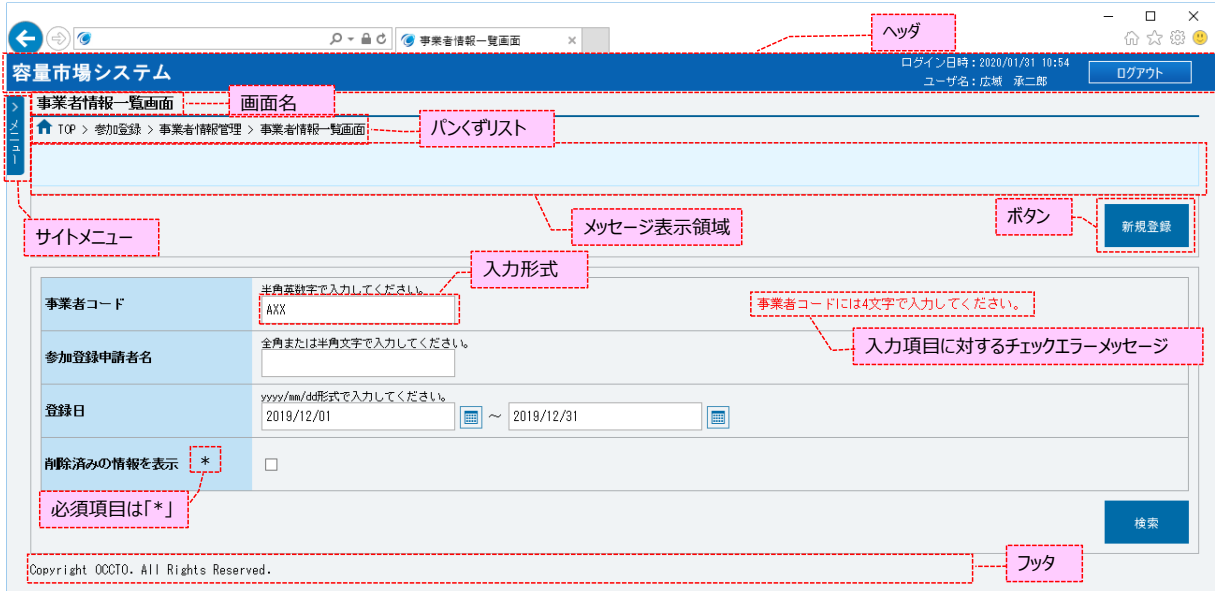 事業者情報一覧画面
ヘッダ
容量市場システム
ログイン日時：2020/01/31 10:54
ユーザ名：広域　承二郎
ログアウト
> メニュー
事業者情報一覧画面
画面名
TOP > 参加登録 > 事業者情報管理 > 事業者情報一覧画面
パンくずリスト
サイトメニュー
メッセージ表示領域
ボタン
新規登録
入力形式
事業者コード
半角英数字で入力してください。
AXX
事業者コードには4文字で入力してください。
入力項目に対するチェックエラーメッセージ
参加登録申請者名
全角または半角文字で入力してください。
登録日
yyyy/mm/dd形式で入力してください。
2019/12/01 ～ 2019/12/31
削除済みの情報を表示 *
必須項目は「*」
検索
Copyright OCCTO. All Rights Reserved.
フッタ